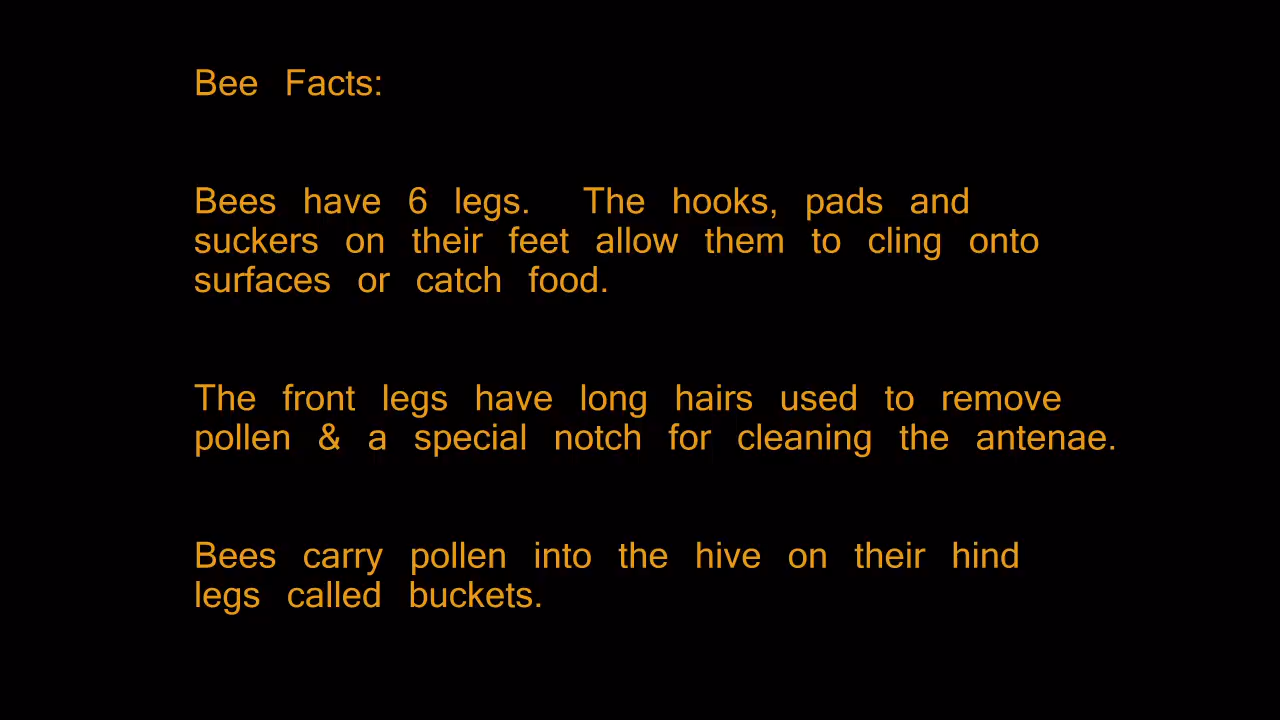 Bee Facts:
Bees have 6 legs. The hooks, pads and
suckers on their feet allow them to cling onto
surfaces or catch food.
The front legs have long hairs used to remove
pollen & a special notch for cleaning the antenae.
Bees carry pollen into the hive on their hind
legs called buckets.